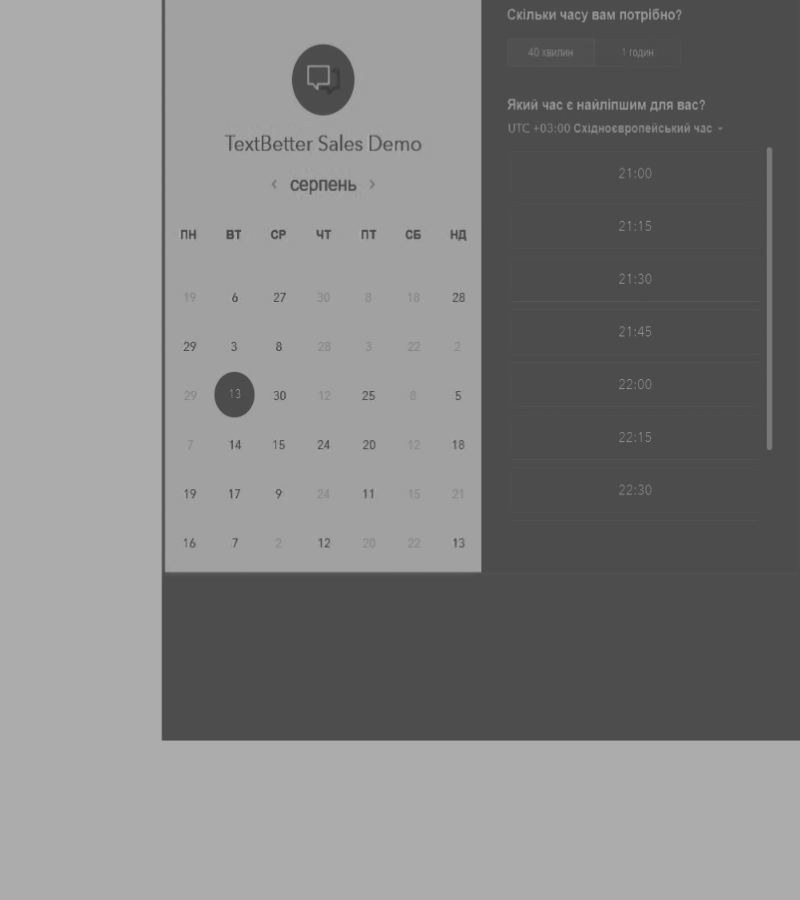 TextBetter Sales Demo
‹ серпень ›
ПН ВТ СР ЧТ ПТ СБ НД
19 6 27 30 8 18 28
29 3 8 28 3 22 2
29 13 30 12 25 8 5
7 14 15 24 20 12 18
19 17 9 24 11 15 21
16 7 2 12 20 22 13
Скільки часу вам потрібно?
40 хвилин 1 годин
Який час є найліпшим для вас?
UTC +03:00 Східноєвропейський час
21:00
21:15
21:30
21:45
22:00
22:15
22:30